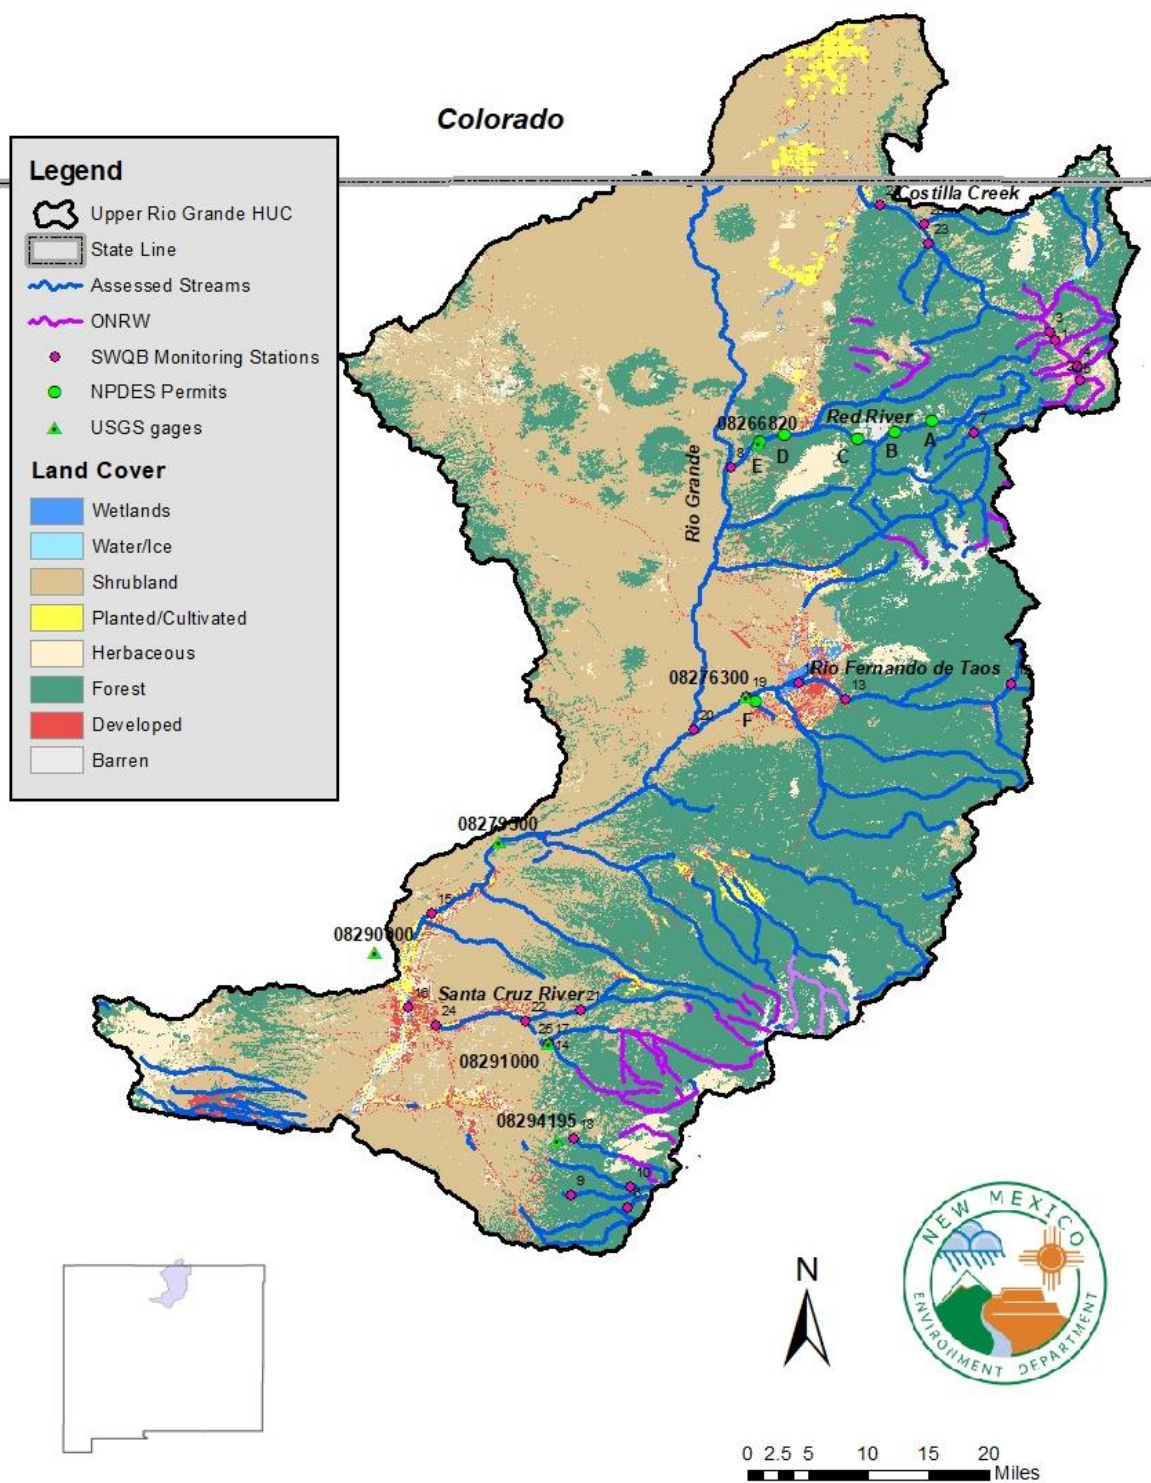 Colorado
Legend
Upper Rio Grande HUC
State Line
Assessed Streams
ONRW
SWQB Monitoring Stations
NPDES Permits
USGS gages
Land Cover
Wetlands
Water/Ice
Shrubland
Planted/Cultivated
Herbaceous
Forest
Developed
Barren
Costilla Creek
23
3
1
4
5
Red River
08266820
7
A
B
C
D
E
8
Rio Grande
Rio Fernando de Taos
08276300
19
13
F
20
08279500
15
Santa Cruz River
21
22
24
25 17
14
08291000
08294195
18
10
9
NEW MEXICO
ENVIRONMENT DEPARTMENT
N
0 2.5 5 10 15 20
Miles